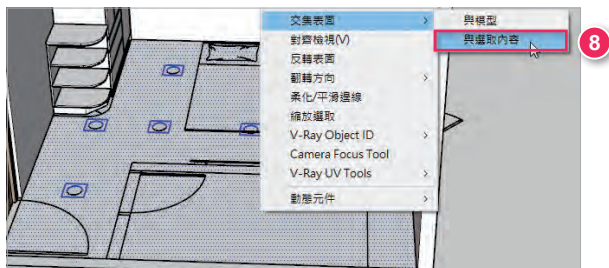 交集表面 > 與模型
對齊檢視(V) 與選取內容 8
反轉表面
翻轉方向 >
柔化/平滑邊線
縮放選取
V-Ray Object ID >
Camera Focus Tool
V-Ray UV Tools >
動態元件 >